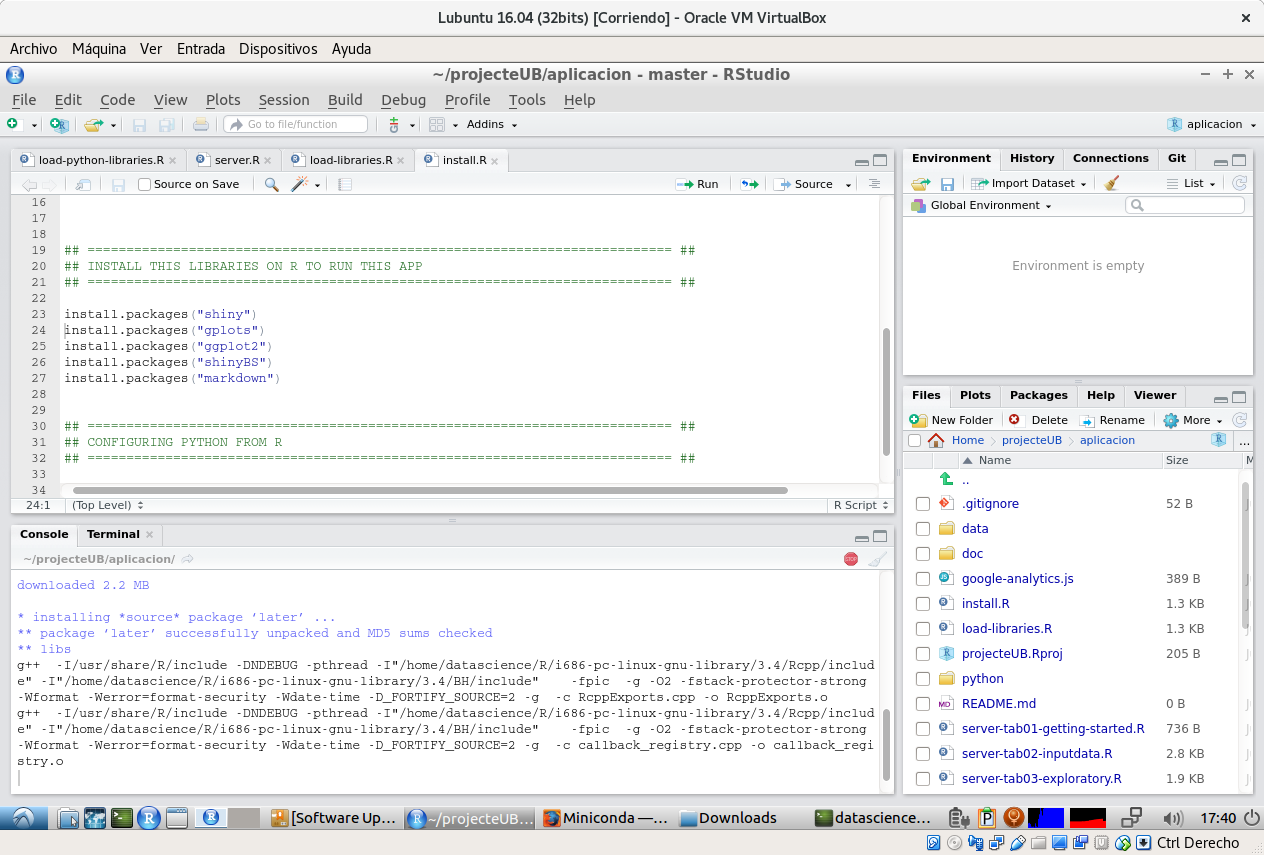 Lubuntu 16.04 (32bits) [Corriendo] - Oracle VM VirtualBox
Archivo Máquina Ver Entrada Dispositivos Ayuda
~/projecteUB/aplicacion - master - RStudio
File Edit Code View Plots Session Build Debug Profile Tools Help
Go to file/function Addins aplicacion
load-python-libraries.R server.R load-libraries.R install.R
Source on Save Run Source
16
17
18
19 ## =========================================================================== ##
20 ## INSTALL THIS LIBRARIES ON R TO RUN THIS APP
21 ## =========================================================================== ##
22
23 install.packages("shiny")
24 install.packages("gplots")
25 install.packages("ggplot2")
26 install.packages("shinyBS")
27 install.packages("markdown")
28
29
30 ## =========================================================================== ##
31 ## CONFIGURING PYTHON FROM R
32 ## =========================================================================== ##
33
34
24:1 (Top Level) R Script
Console Terminal
~/projecteUB/aplicacion/
STOP
downloaded 2.2 MB
* installing *source* package ‘later’ ...
** package ‘later’ successfully unpacked and MD5 sums checked
** libs
g++  -I/usr/share/R/include -DNDEBUG -pthread -I"/home/datascience/R/i686-pc-linux-gnu-library/3.4/Rcpp/includ
e" -I"/home/datascience/R/i686-pc-linux-gnu-library/3.4/BH/include"    -fpic  -g -O2 -fstack-protector-strong
-Wformat -Werror=format-security -Wdate-time -D_FORTIFY_SOURCE=2 -g  -c RcppExports.cpp -o RcppExports.o
g++  -I/usr/share/R/include -DNDEBUG -pthread -I"/home/datascience/R/i686-pc-linux-gnu-library/3.4/Rcpp/includ
e" -I"/home/datascience/R/i686-pc-linux-gnu-library/3.4/BH/include"    -fpic  -g -O2 -fstack-protector-strong
-Wformat -Werror=format-security -Wdate-time -D_FORTIFY_SOURCE=2 -g  -c callback_registry.cpp -o callback_regi
stry.o
Environment History Connections Git
Import Dataset List
Global Environment
Environment is empty
Files Plots Packages Help Viewer
New Folder Delete Rename More
Home projecteUB aplicacion ...
Name Size M
..
.gitignore 52 B
data
doc
google-analytics.js 389 B
install.R 1.3 KB
load-libraries.R 1.3 KB
projecteUB.Rproj 205 B
python
README.md 0 B
server-tab01-getting-started.R 736 B
server-tab02-inputdata.R 2.8 KB
server-tab03-exploratory.R 1.9 KB
[Software Up... ~/projecteUB... Miniconda —... Downloads datascience... 17:40
Ctrl Derecho